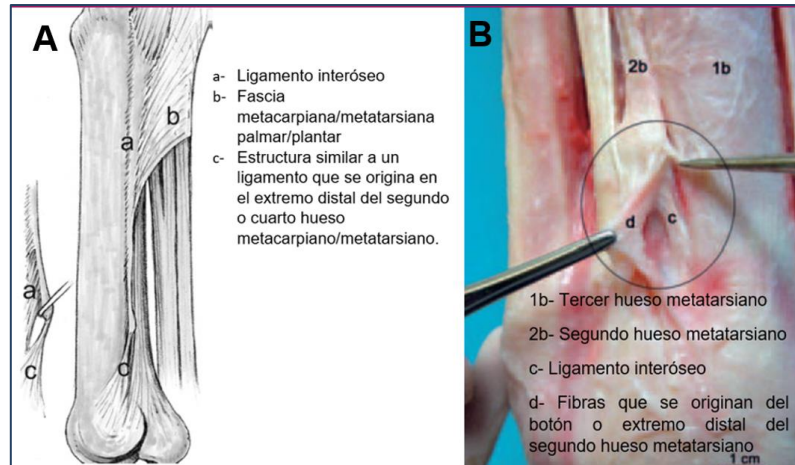 A
a- Ligamento interóseo
b- Fascia
metacarpiana/metatarsiana
palmar/plantar
c- Estructura similar a un
ligamento que se origina en
el extremo distal del segundo
o cuarto hueso
metacarpiano/metatarsiano.
a
b
a
c
c
B
2b
1b
d
c
1b- Tercer hueso metatarsiano
2b- Segundo hueso metatarsiano
c- Ligamento interóseo
d- Fibras que se originan del
botón o extremo distal del
segundo hueso metatarsiano
1 cm